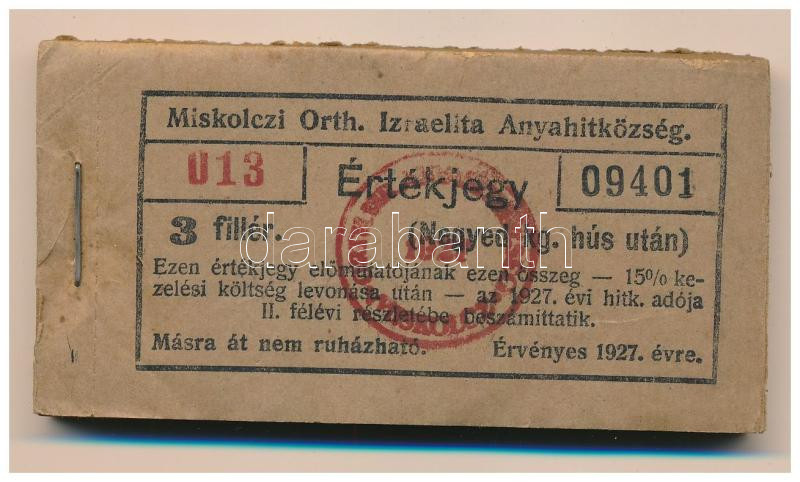 Miskolczi Orth. Izraelita Anyahitközség.
U13 Értékjegy 09401
3 fillér. (Negyed kg. hús után)
Ezen értékjegy előmutatójának ezen összeg — 15% ke-
zelési költség levonása után — az 1927. évi hitk. adója
II. félévi részletébe beszámittatik.
Másra át nem ruházható. Érvényes 1927. évre.
darabanth